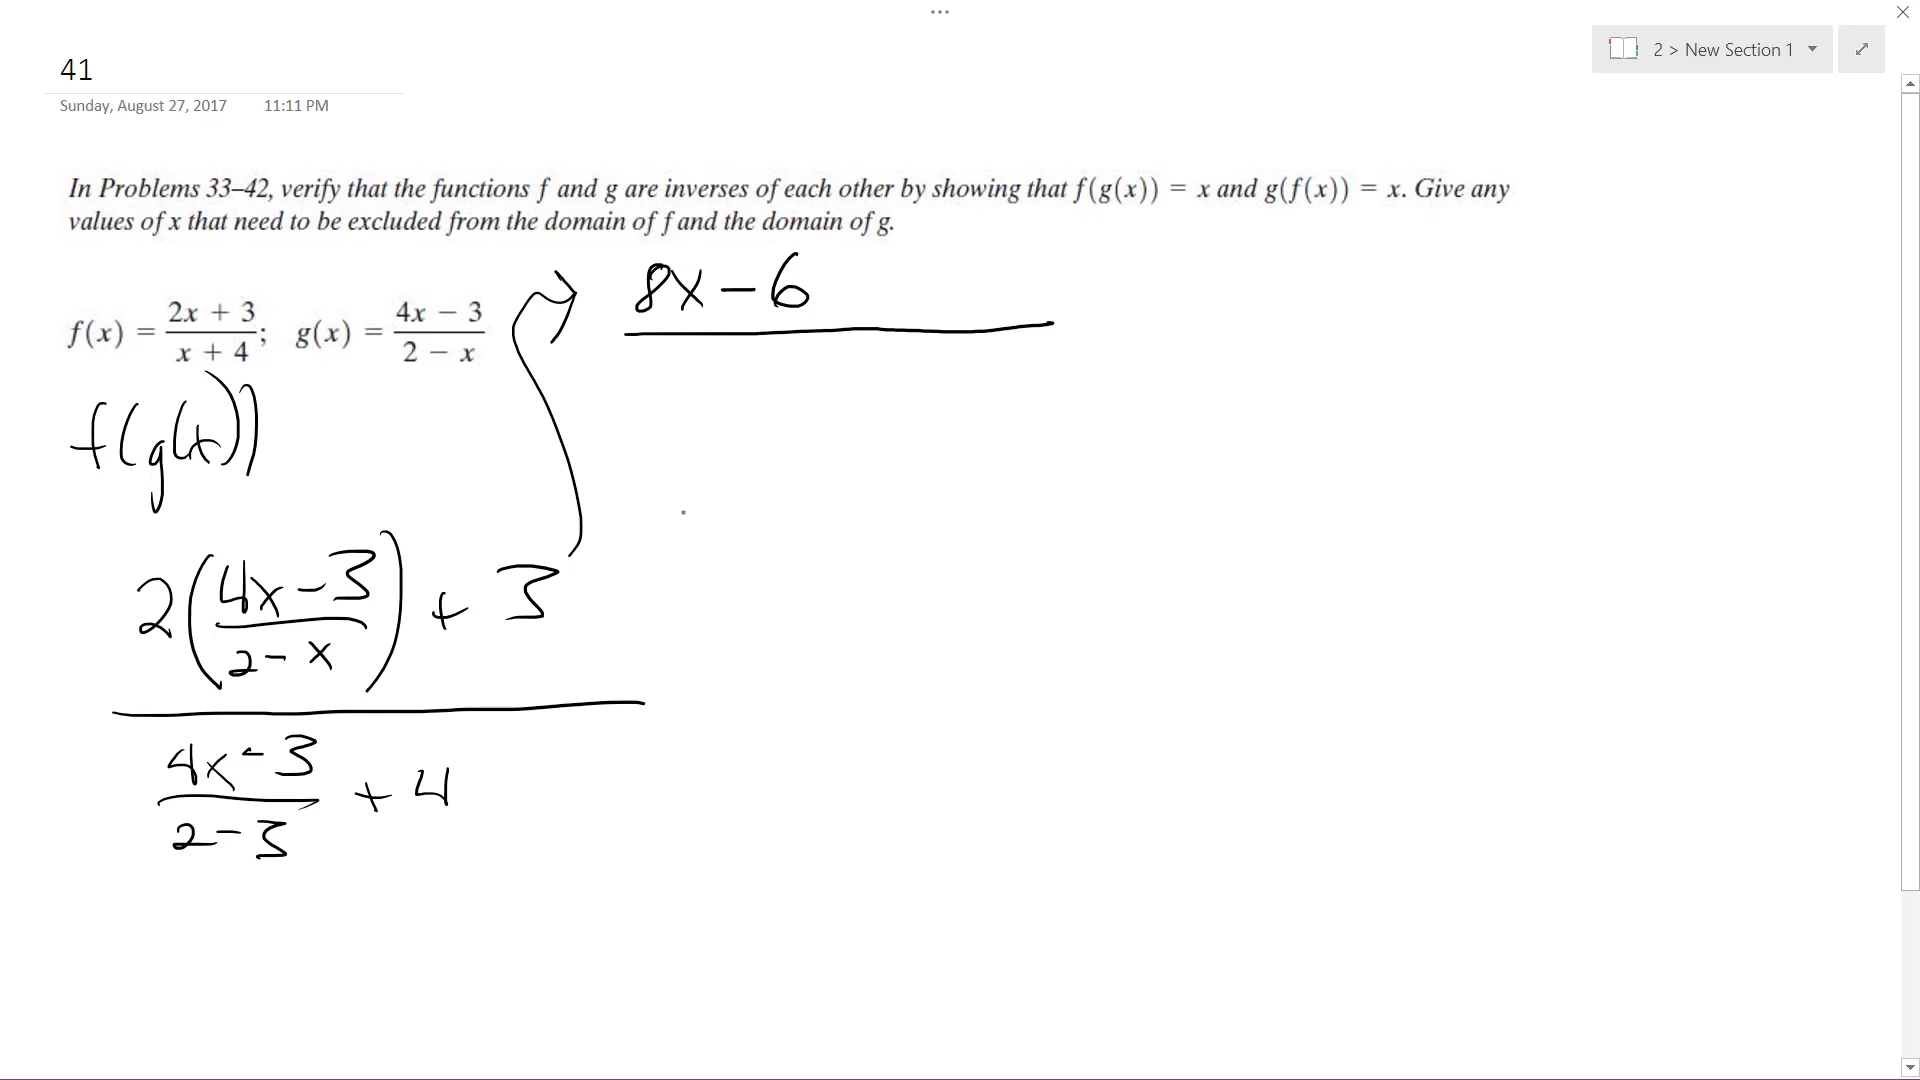 2 > New Section 1
41
Sunday, August 27, 2017 11:11 PM
In Problems 33–42, verify that the functions f and g are inverses of each other by showing that f(g(x)) = x and g(f(x)) = x. Give any
values of x that need to be excluded from the domain of f and the domain of g.
f(x) = (2x + 3)/(x + 4); g(x) = (4x − 3)/(2 − x)
8x − 6
f(g(x))
2(4x − 3
2 − x) + 3
4x − 3
2 − 3 + 4